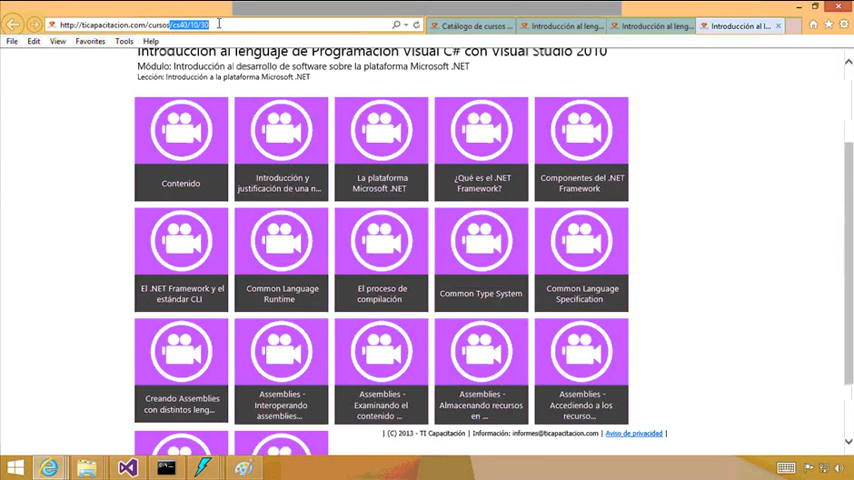 http://ticapacitacion.com/cursos/cs40/10/30
Catálogo de cursos ...
Introducción al leng...
Introducción al leng...
Introducción al l...
File Edit View Favorites Tools Help
Introducción al lenguaje de Programación Visual C# con Visual Studio 2010
Módulo: Introducción al desarrollo de software sobre la plataforma Microsoft .NET
Lección: Introducción a la plataforma Microsoft .NET
Contenido
Introducción y
justificación de una n...
La plataforma
Microsoft .NET
¿Qué es el .NET
Framework?
Componentes del .NET
Framework
El .NET Framework y el
estándar CLI
Common Language
Runtime
El proceso de
compilación
Common Type System
Common Language
Specification
Creando Assemblies
con distintos leng...
Assemblies -
Interoperando
assemblies...
Assemblies -
Examinando el
contenido ...
Assemblies -
Almacenando recursos
en ...
Assemblies -
Accediendo a los
recurso...
| (C) 2013 - TI Capacitación | Información: informes@ticapacitacion.com | Aviso de privacidad |